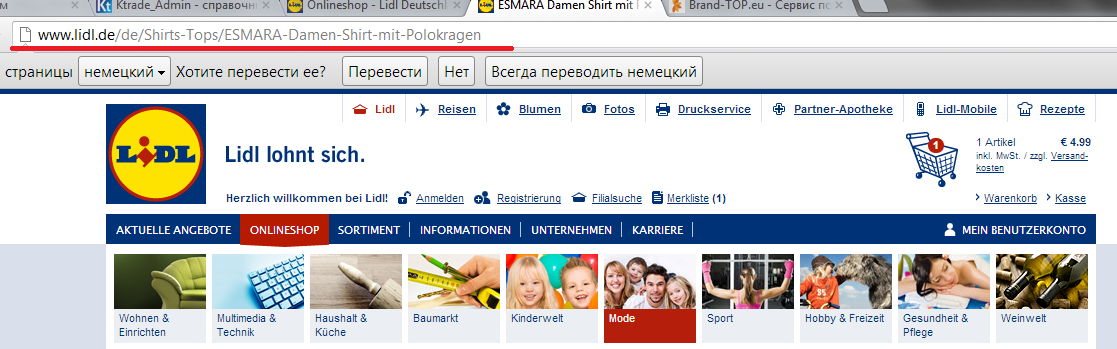 м
Ktrade_Admin - справочн
Onlineshop - Lidl Deutschl
ESMARA Damen Shirt mit P
Brand-TOP.eu - Сервис по
www.lidl.de/de/Shirts-Tops/ESMARA-Damen-Shirt-mit-Polokragen
страницы немецкий Хотите перевести ее? Перевести Нет Всегда переводить немецкий
Lidl Reisen Blumen Fotos Druckservice Partner-Apotheke Lidl-Mobile Rezepte
LIDL
Lidl lohnt sich.
1
1 Artikel € 4.99
inkl. MwSt. / zzgl. Versand-
kosten
Herzlich willkommen bei Lidl! Anmelden Registrierung Filialsuche Merkliste (1)
Warenkorb Kasse
AKTUELLE ANGEBOTE ONLINESHOP SORTIMENT INFORMATIONEN UNTERNEHMEN KARRIERE MEIN BENUTZERKONTO
Wohnen &
Einrichten
Multimedia &
Technik
Haushalt &
Küche
Baumarkt
Kinderwelt
Mode
Sport
Hobby & Freizeit
Gesundheit &
Pflege
Weinwelt